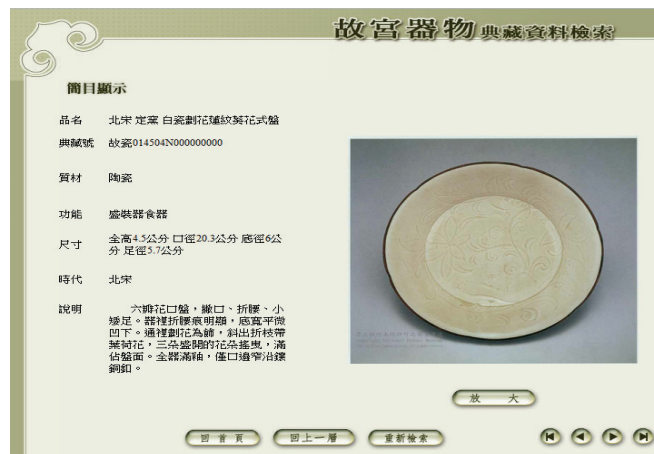 故宮器物 典藏資料檢索
簡目顯示
品名 北宋 定窯 白瓷劃花蓮紋葵花式盤
典藏號 故瓷014504N000000000
質材 陶瓷
功能 盛裝器食器
尺寸 全高4.5公分 口徑20.3公分 底徑6公
分 足徑5.7公分
時代 北宋
說明 六瓣花口盤，撇口、折腰、小
矮足。器裡折腰痕明顯，底寬平微
凹下。通裡劃花為飾，斜出折枝帶
葉荷花，三朵盛開的花朵搖曳，滿
佔盤面。全器滿釉，僅口邊窄沿鑲
銅釦。
放大
回首頁 回上一層 重新檢索